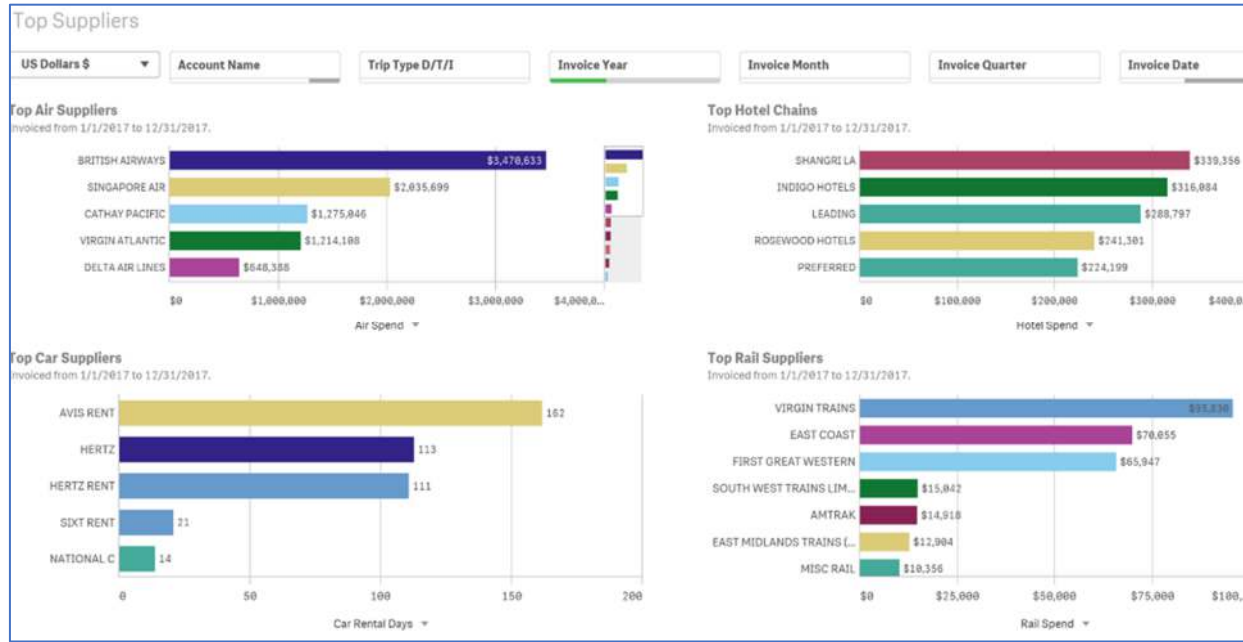 Top Suppliers
US Dollars $
Account Name
Trip Type D/T/I
Invoice Year
Invoice Month
Invoice Quarter
Invoice Date
Top Air Suppliers
Invoiced from 1/1/2017 to 12/31/2017.
BRITISH AIRWAYS $3,470,633
SINGAPORE AIR $2,035,699
CATHAY PACIFIC $1,275,046
VIRGIN ATLANTIC $1,214,108
DELTA AIR LINES $648,388
$0 $1,000,000 $2,000,000 $3,000,000 $4,000,0...
Air Spend
Top Hotel Chains
Invoiced from 1/1/2017 to 12/31/2017.
SHANGRI LA $339,356
INDIGO HOTELS $316,084
LEADING $288,797
ROSEWOOD HOTELS $241,301
PREFERRED $224,199
$0 $100,000 $200,000 $300,000 $400,0
Hotel Spend
Top Car Suppliers
Invoiced from 1/1/2017 to 12/31/2017.
AVIS RENT 162
HERTZ 113
HERTZ RENT 111
SIXT RENT 21
NATIONAL C 14
0 50 100 150 200
Car Rental Days
Top Rail Suppliers
Invoiced from 1/1/2017 to 12/31/2017.
VIRGIN TRAINS
EAST COAST $70,055
FIRST GREAT WESTERN $65,947
SOUTH WEST TRAINS LIM... $15,042
AMTRAK $14,918
EAST MIDLANDS TRAINS (... $12,904
MISC RAIL $10,356
$0 $25,000 $50,000 $75,000 $100,
Rail Spend